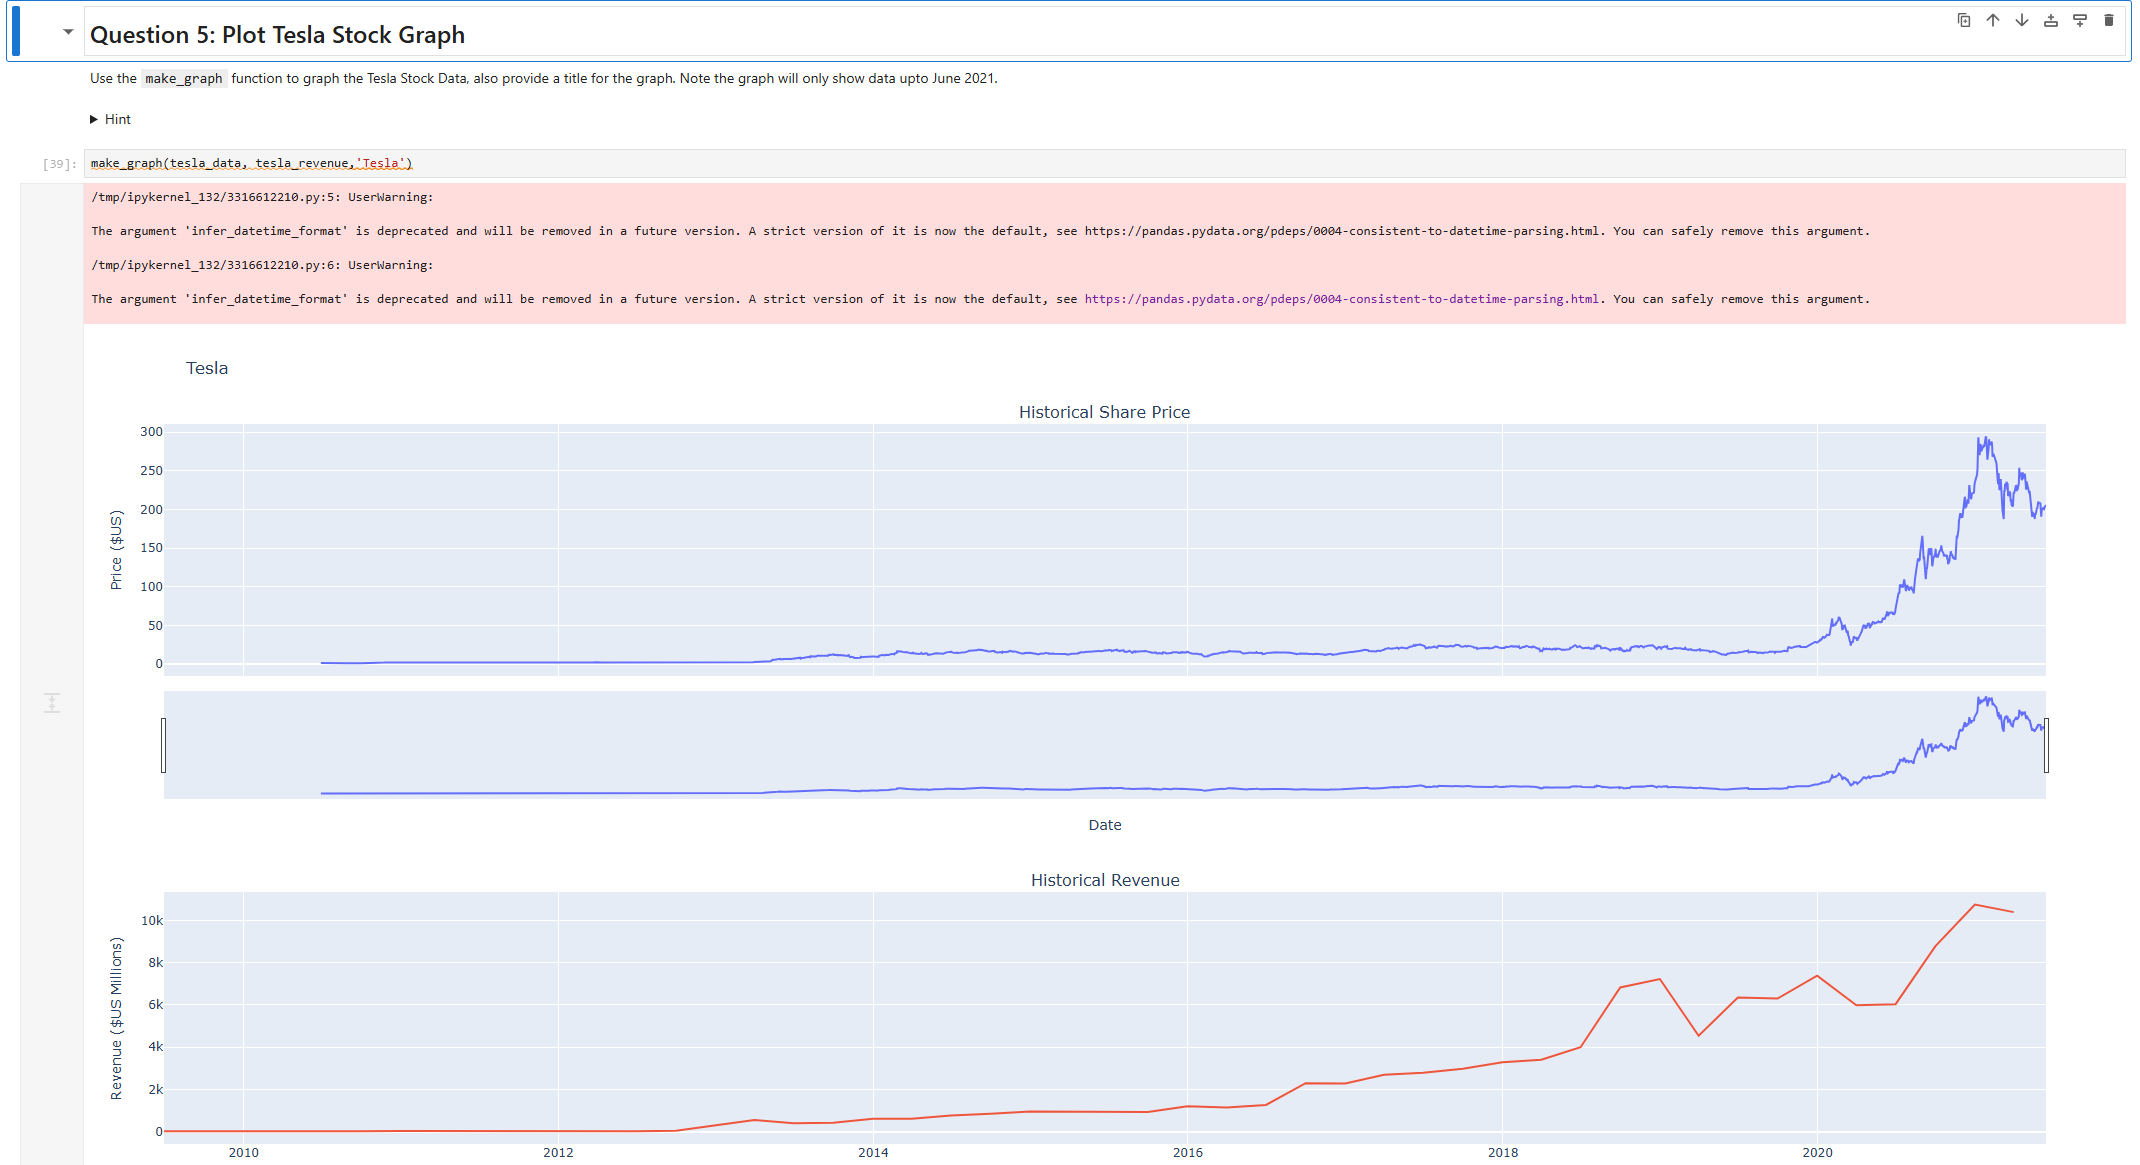 Question 5: Plot Tesla Stock Graph
Use the make_graph function to graph the Tesla Stock Data, also provide a title for the graph. Note the graph will only show data upto June 2021.
Hint
[39]: make_graph(tesla_data, tesla_revenue,'Tesla')
/tmp/ipykernel_132/3316612210.py:5: UserWarning:
The argument 'infer_datetime_format' is deprecated and will be removed in a future version. A strict version of it is now the default, see https://pandas.pydata.org/pdeps/0004-consistent-to-datetime-parsing.html. You can safely remove this argument.
/tmp/ipykernel_132/3316612210.py:6: UserWarning:
The argument 'infer_datetime_format' is deprecated and will be removed in a future version. A strict version of it is now the default, see https://pandas.pydata.org/pdeps/0004-consistent-to-datetime-parsing.html. You can safely remove this argument.
Tesla
Historical Share Price
Price ($US)
300
250
200
150
100
50
0
Date
Historical Revenue
Revenue ($US Millions)
10k
8k
6k
4k
2k
0
2010 2012 2014 2016 2018 2020